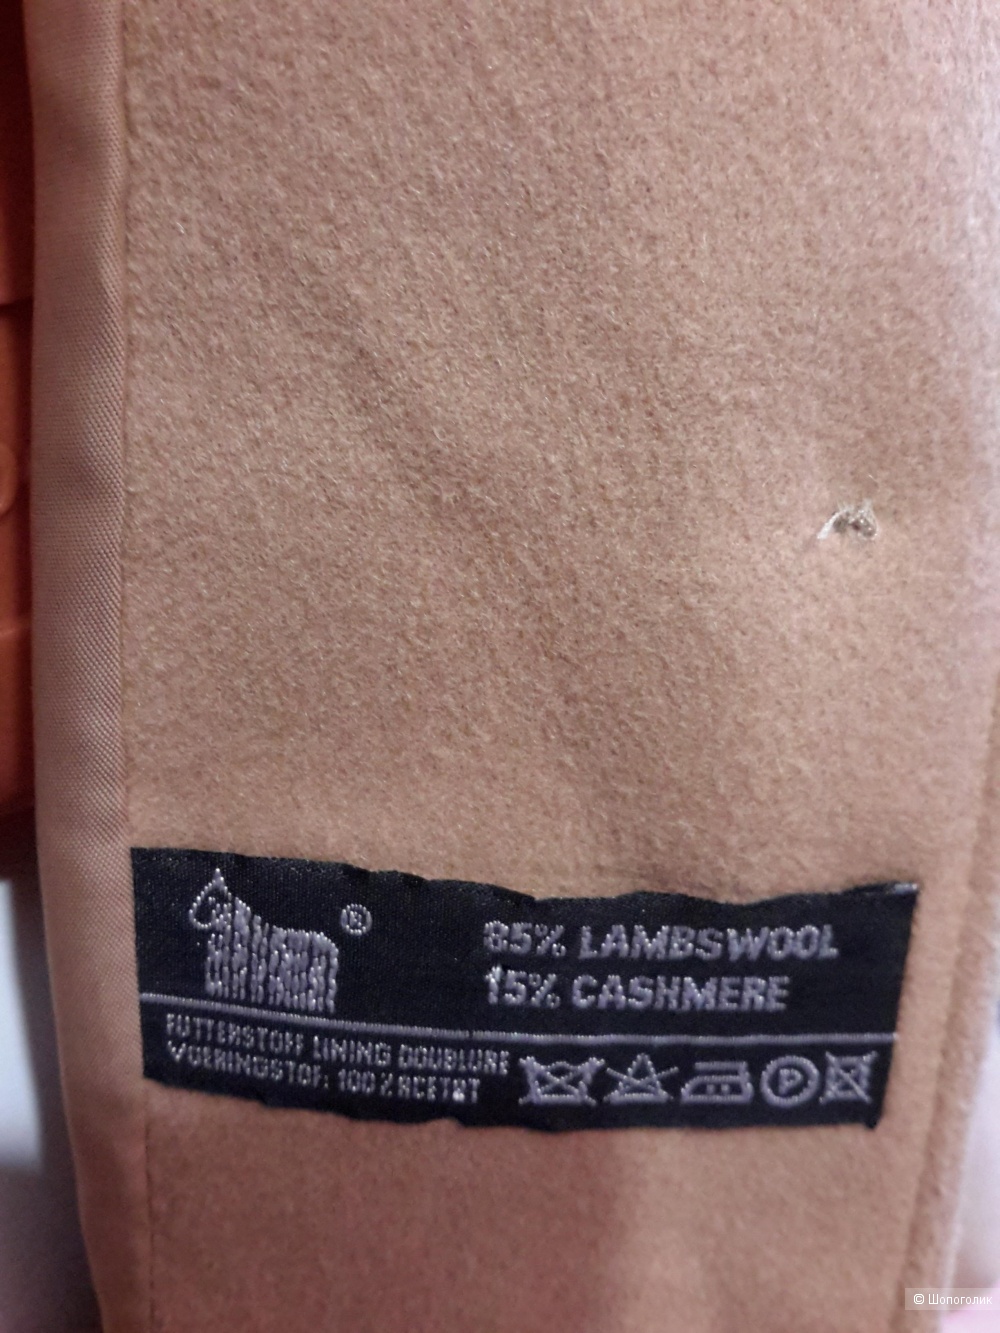 ®
85% LAMBSWOOL
15% CASHMERE
FUTTERSTOFF LINING DOUBLURE
VOERINGSTOF: 100% ACETAT
P
© Шопоголик